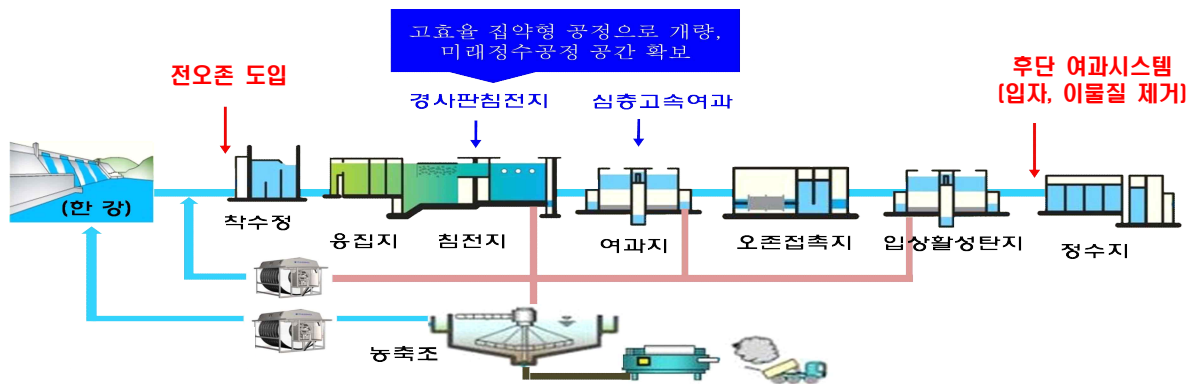 고효율 집약형 공정으로 개량,
미래정수공정 공간 확보
전오존 도입
후단 여과시스템
(입자, 이물질 제거)
경사판침전지
심층고속여과
(한 강)
착수정
응집지
침전지
여과지
오존접촉지
입상활성탄지
정수지
농축조